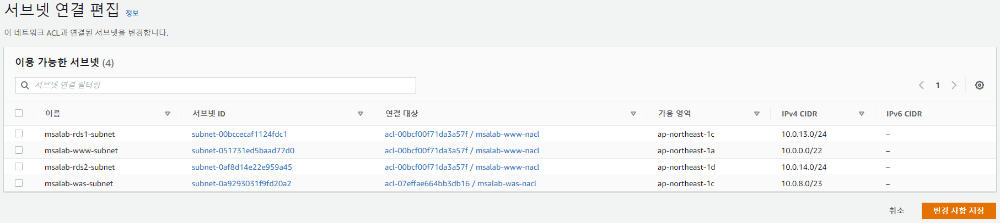 서브넷 연결 편집 정보
이 네트워크 ACL과 연결된 서브넷을 변경합니다.
이용 가능한 서브넷 (4)
서브넷 연결 필터링
1
이름 서브넷 ID 연결 대상 가용 영역 IPv4 CIDR IPv6 CIDR
msalab-rds1-subnet subnet-00bccecaf1124fdc1 acl-00bcf00f71da3a57f / msalab-www-nacl ap-northeast-1c 10.0.13.0/24 –
msalab-www-subnet subnet-051731ed5baad77d0 acl-00bcf00f71da3a57f / msalab-www-nacl ap-northeast-1a 10.0.0.0/22 –
msalab-rds2-subnet subnet-0af8d14e22e959a45 acl-00bcf00f71da3a57f / msalab-www-nacl ap-northeast-1d 10.0.14.0/24 –
msalab-was-subnet subnet-0a9293031f9fd20a2 acl-07effae664bb3db16 / msalab-was-nacl ap-northeast-1c 10.0.8.0/23 –
취소 변경 사항 저장